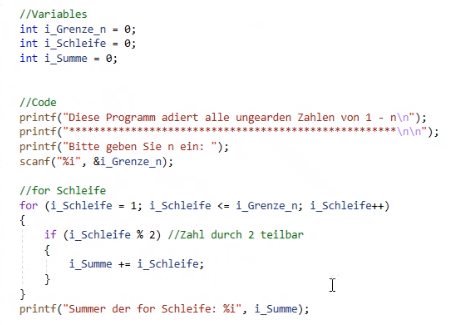 //Variables
int i_Grenze_n = 0;
int i_Schleife = 0;
int i_Summe = 0;
//Code
printf("Diese Programm adiert alle ungearden Zahlen von 1 - n\n\n");
printf("****************************************************\n\n");
printf("Bitte geben Sie n ein: ");
scanf("%i", &i_Grenze_n);
//for Schleife
for (i_Schleife = 1; i_Schleife <= i_Grenze_n; i_Schleife++)
{
if (i_Schleife % 2) //Zahl durch 2 teilbar
{
i_Summe += i_Schleife;
}
}
printf("Summer der for Schleife: %i", i_Summe);